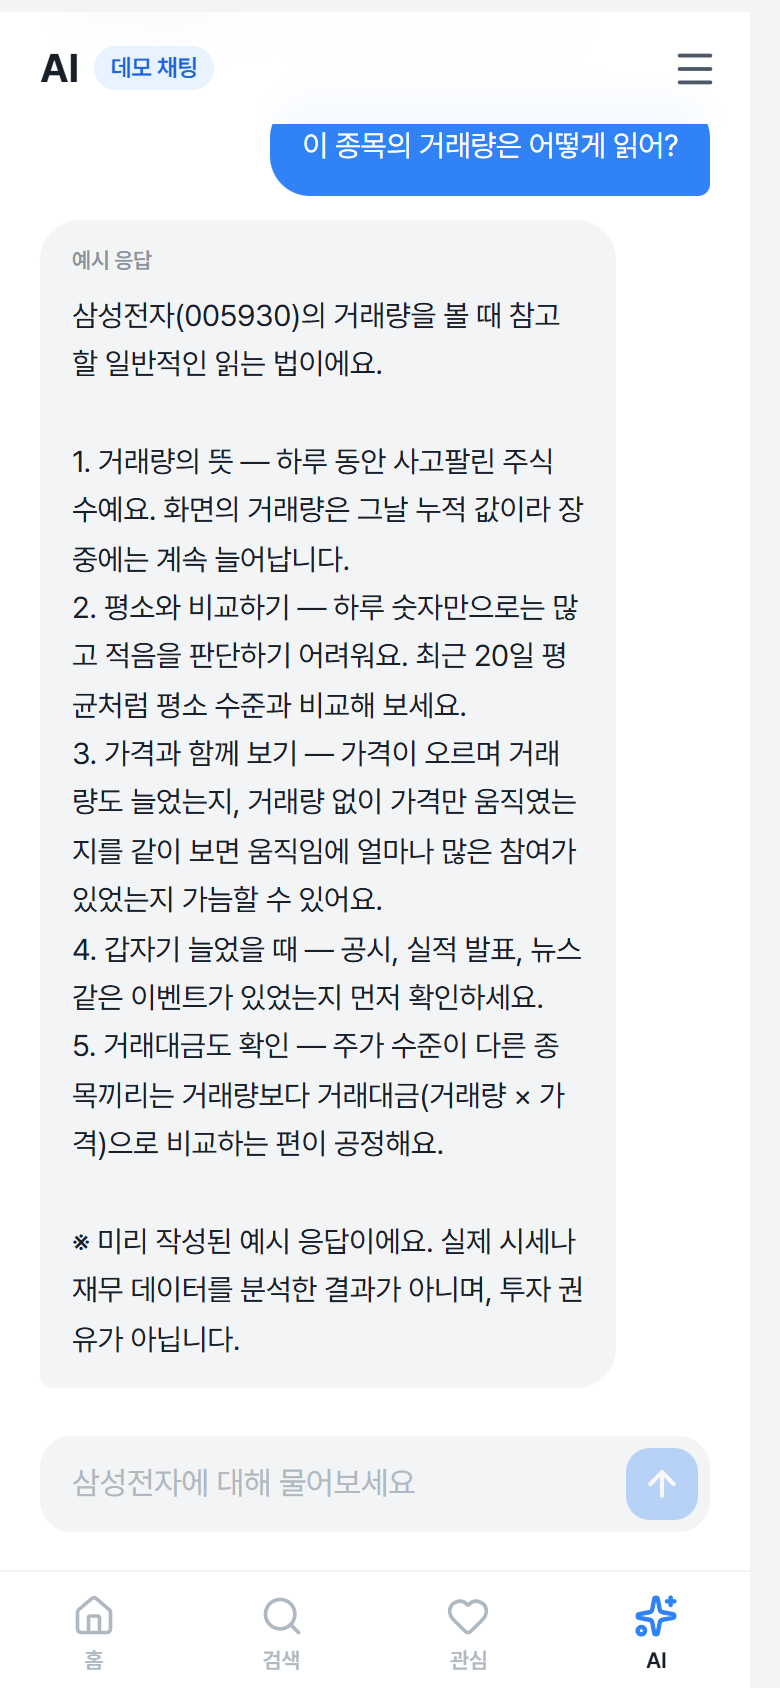 AI 데모 채팅
이 종목의 거래량은 어떻게 읽어?
예시 응답
삼성전자(005930)의 거래량을 볼 때 참고
할 일반적인 읽는 법이에요.
1. 거래량의 뜻 — 하루 동안 사고팔린 주식
수예요. 화면의 거래량은 그날 누적 값이라 장
중에는 계속 늘어납니다.
2. 평소와 비교하기 — 하루 숫자만으로는 많
고 적음을 판단하기 어려워요. 최근 20일 평
균처럼 평소 수준과 비교해 보세요.
3. 가격과 함께 보기 — 가격이 오르며 거래
량도 늘었는지, 거래량 없이 가격만 움직였는
지를 같이 보면 움직임에 얼마나 많은 참여가
있었는지 가늠할 수 있어요.
4. 갑자기 늘었을 때 — 공시, 실적 발표, 뉴스
같은 이벤트가 있었는지 먼저 확인하세요.
5. 거래대금도 확인 — 주가 수준이 다른 종
목끼리는 거래량보다 거래대금(거래량 × 가
격)으로 비교하는 편이 공정해요.
※ 미리 작성된 예시 응답이에요. 실제 시세나
재무 데이터를 분석한 결과가 아니며, 투자 권
유가 아닙니다.
삼성전자에 대해 물어보세요
홈 검색 관심 AI